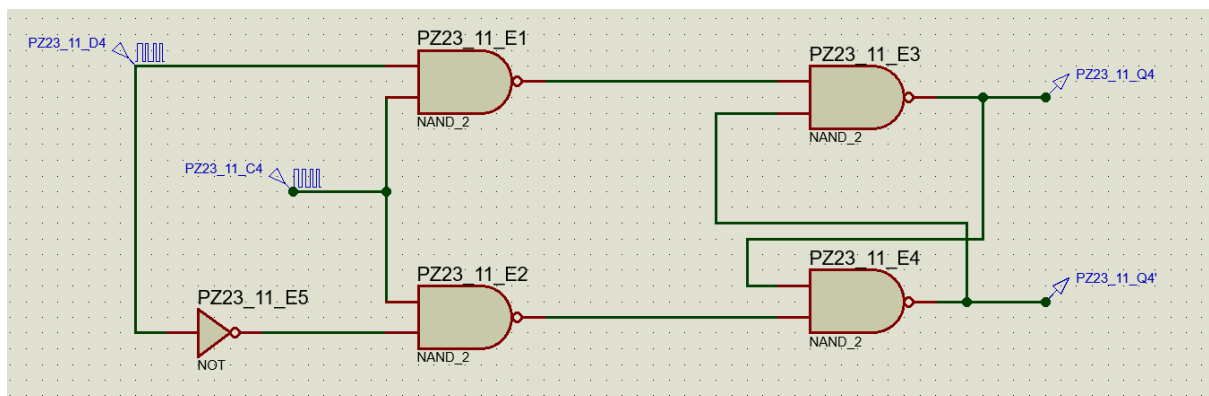 PZ23_11_D4
PZ23_11_E1
NAND_2
PZ23_11_E3
NAND_2
PZ23_11_Q4
PZ23_11_C4
PZ23_11_E2
NAND_2
PZ23_11_E4
NAND_2
PZ23_11_Q4'
PZ23_11_E5
NOT